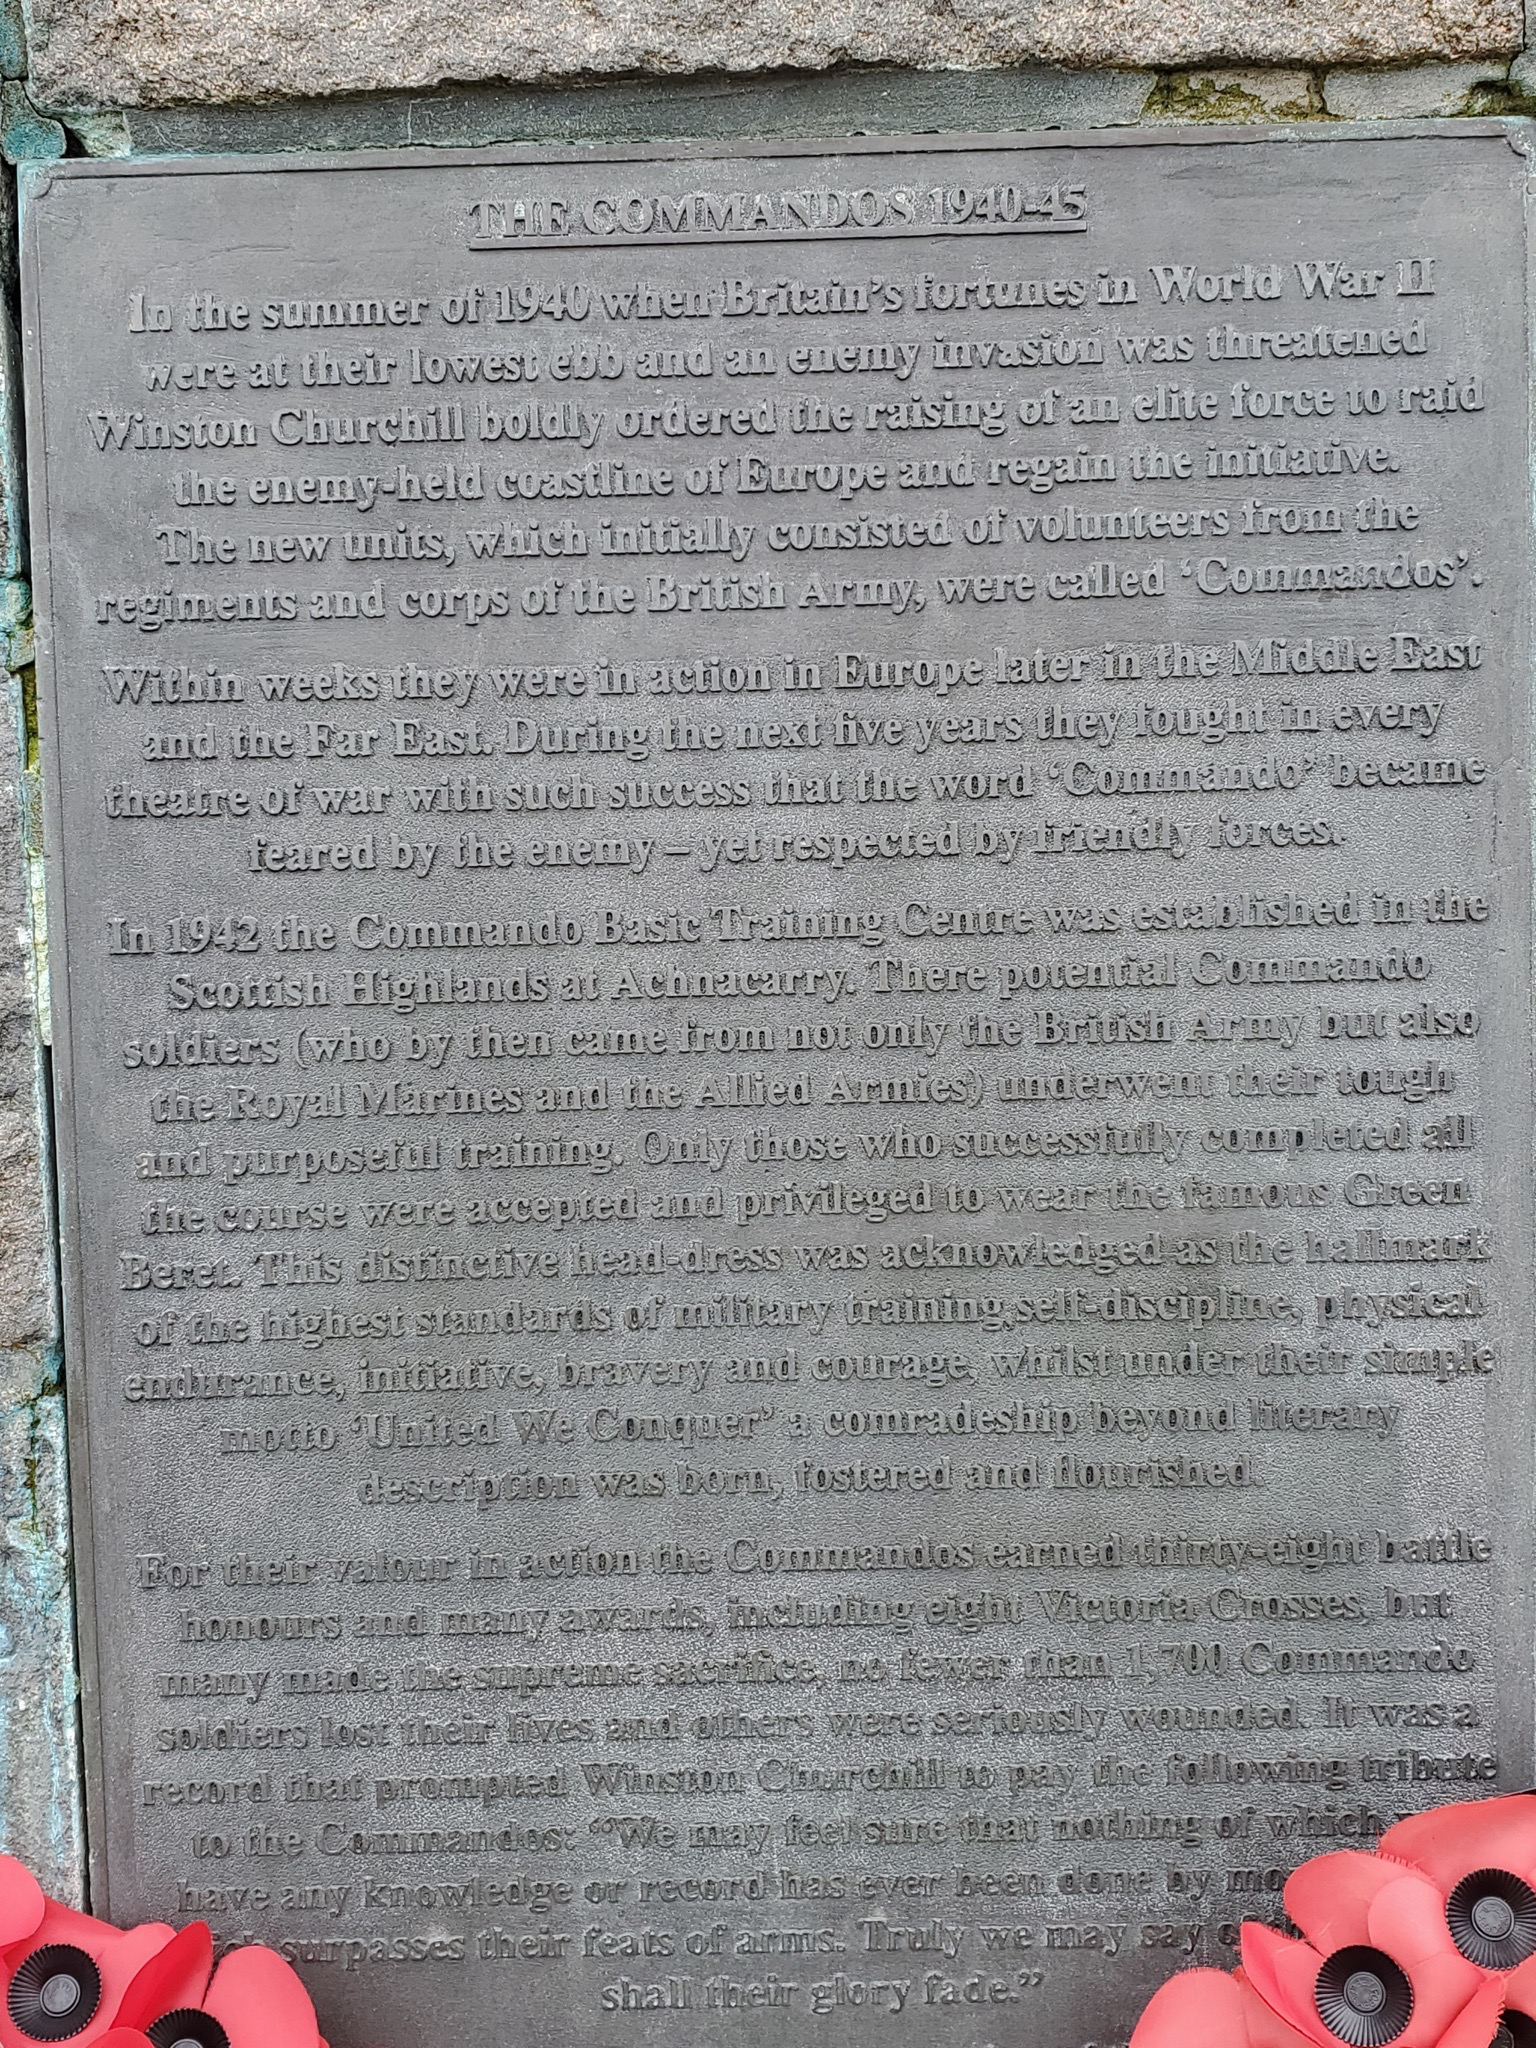 THE COMMANDOS 1940-45
In the summer of 1940 when Britain's fortunes in World War II
were at their lowest ebb and an enemy invasion was threatened
Winston Churchill boldly ordered the raising of an elite force to raid
the enemy-held coastline of Europe and regain the initiative.
The new units, which initially consisted of volunteers from the
regiments and corps of the British Army, were called 'Commandos'.
Within weeks they were in action in Europe later in the Middle East
and the Far East. During the next five years they fought in every
theatre of war with such success that the word 'Commando' became
feared by the enemy – yet respected by friendly forces.
In 1942 the Commando Basic Training Centre was established in the
Scottish Highlands at Achnacarry. There potential Commando
soldiers (who by then came from not only the British Army but also
the Royal Marines and the Allied Armies) underwent their tough
and purposeful training. Only those who successfully completed all
the course were accepted and privileged to wear the famous Green
Beret. This distinctive head-dress was acknowledged as the hallmark
of the highest standards of military training,self-discipline, physical
endurance, initiative, bravery and courage, whilst under their simple
motto 'United We Conquer' a comradeship beyond literary
description was born, fostered and flourished.
For their valour in action the Commandos earned thirty-eight battle
honours and many awards, including eight Victoria Crosses, but
many made the supreme sacrifice, no fewer than 1,700 Commando
soldiers lost their lives and others were seriously wounded. It was a
record that prompted Winston Churchill to pay the following tribute
to the Commandos: "We may feel sure that nothing of which
have any knowledge or record has ever been done by
surpasses their feats of arms. Truly we may say
shall their glory fade."